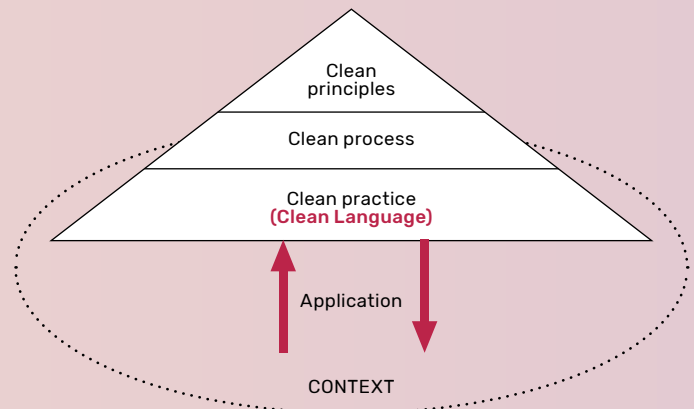 Clean
principles
Clean process
Clean practice
(Clean Language)
Application
CONTEXT